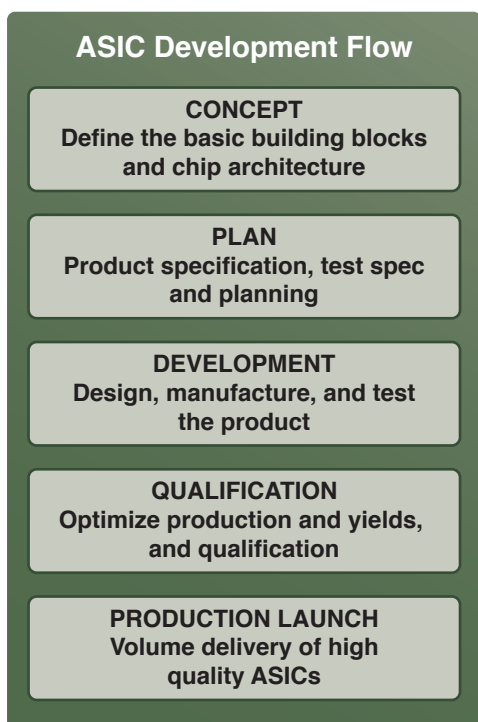 ASIC Development Flow
CONCEPT
Define the basic building blocks
and chip architecture
PLAN
Product specification, test spec
and planning
DEVELOPMENT
Design, manufacture, and test
the product
QUALIFICATION
Optimize production and yields,
and qualification
PRODUCTION LAUNCH
Volume delivery of high
quality ASICs